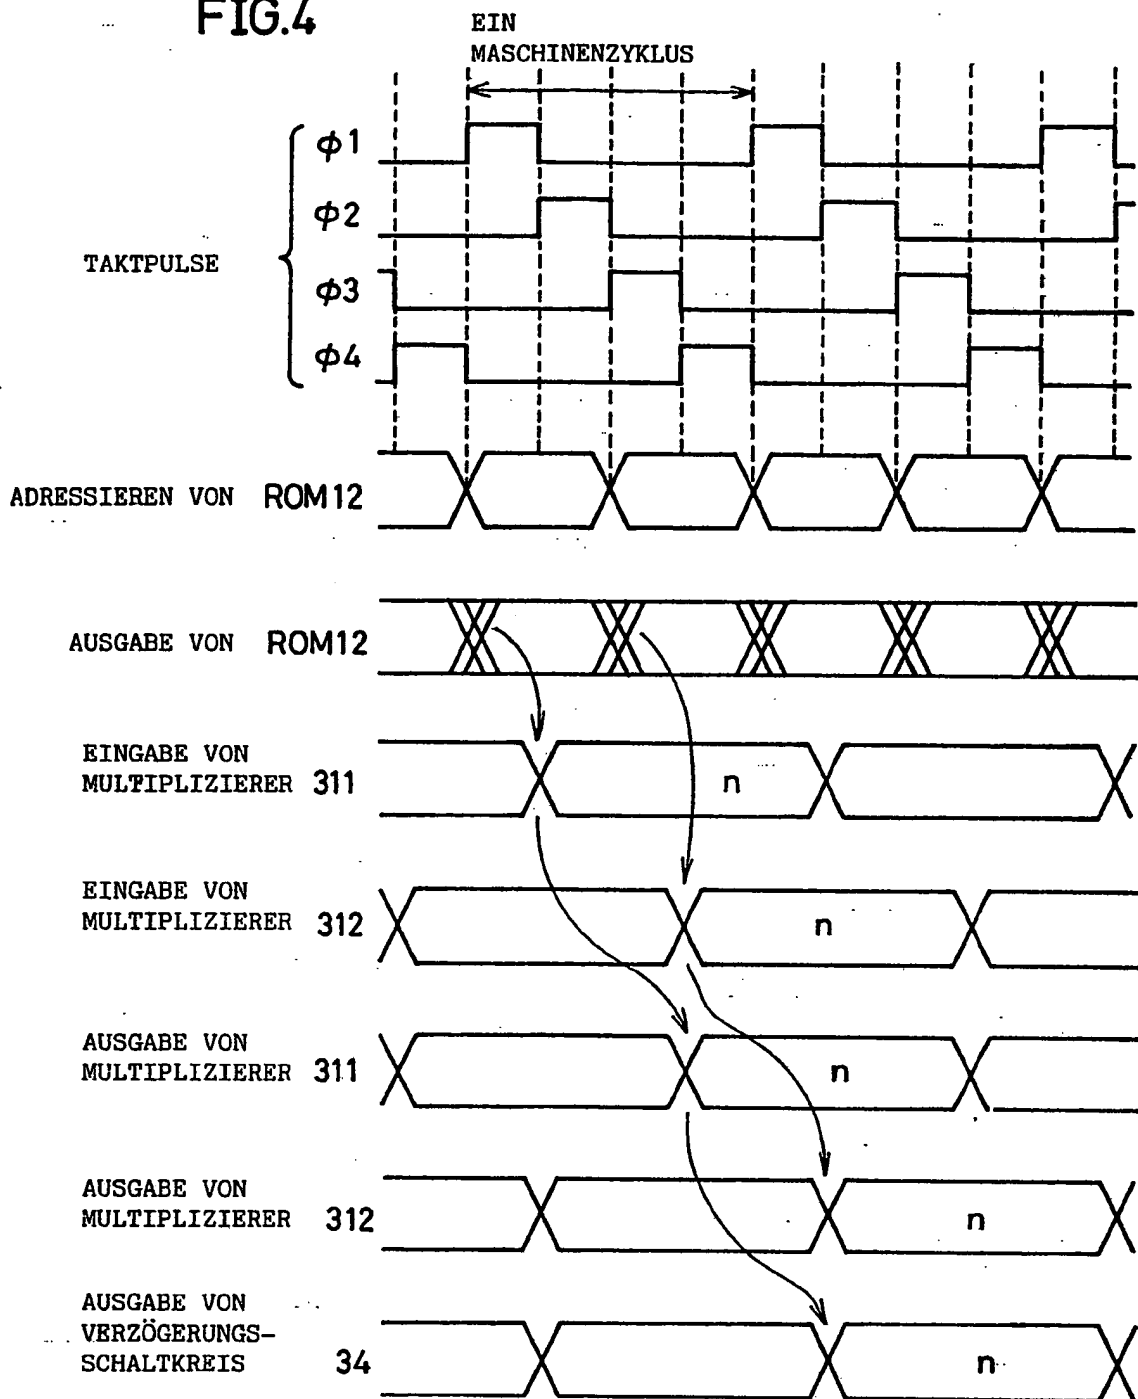 FIG.4
EIN
MASCHINENZYKLUS
ϕ1
ϕ2
TAKTPULSE
ϕ3
ϕ4
ADRESSIEREN VON ROM12
AUSGABE VON ROM12
EINGABE VON
MULTIPLIZIERER 311
n
EINGABE VON
MULTIPLIZIERER 312
n
AUSGABE VON
MULTIPLIZIERER 311
n
AUSGABE VON
MULTIPLIZIERER 312
n
AUSGABE VON
VERZÖGERUNGS-
SCHALTKREIS 34
n